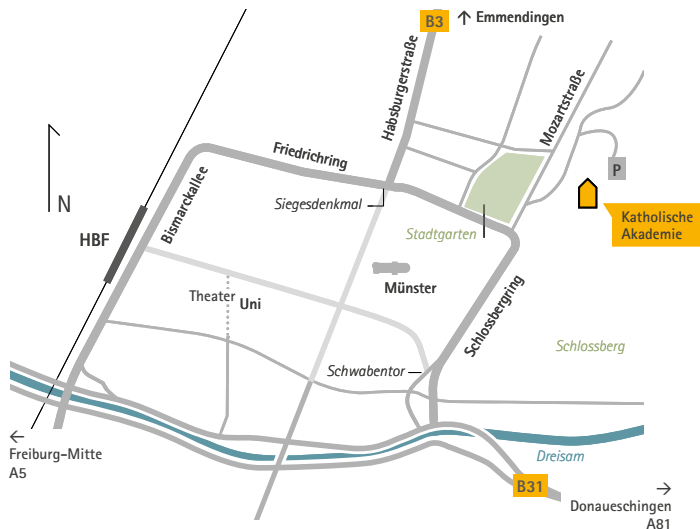 B3
↑ Emmendingen
Habsburgerstraße
Mozartstraße
Friedrichring
P
N
Siegesdenkmal
Bismarckallee
Katholische
Akademie
HBF
Stadtgarten
Münster
Theater
Uni
Schlossbergring
Schlossberg
Schwabentor
←
Freiburg-Mitte
A5
Dreisam
B31
→
Donaueschingen
A81